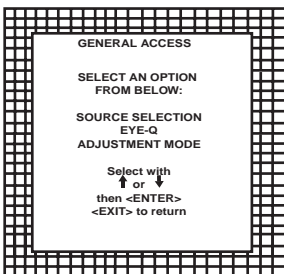 GENERAL ACCESS
SELECT AN OPTION
FROM BELOW:
SOURCE SELECTION
EYE-Q
ADJUSTMENT MODE
Select with
↑ or ↓
then <ENTER>
<EXIT> to return